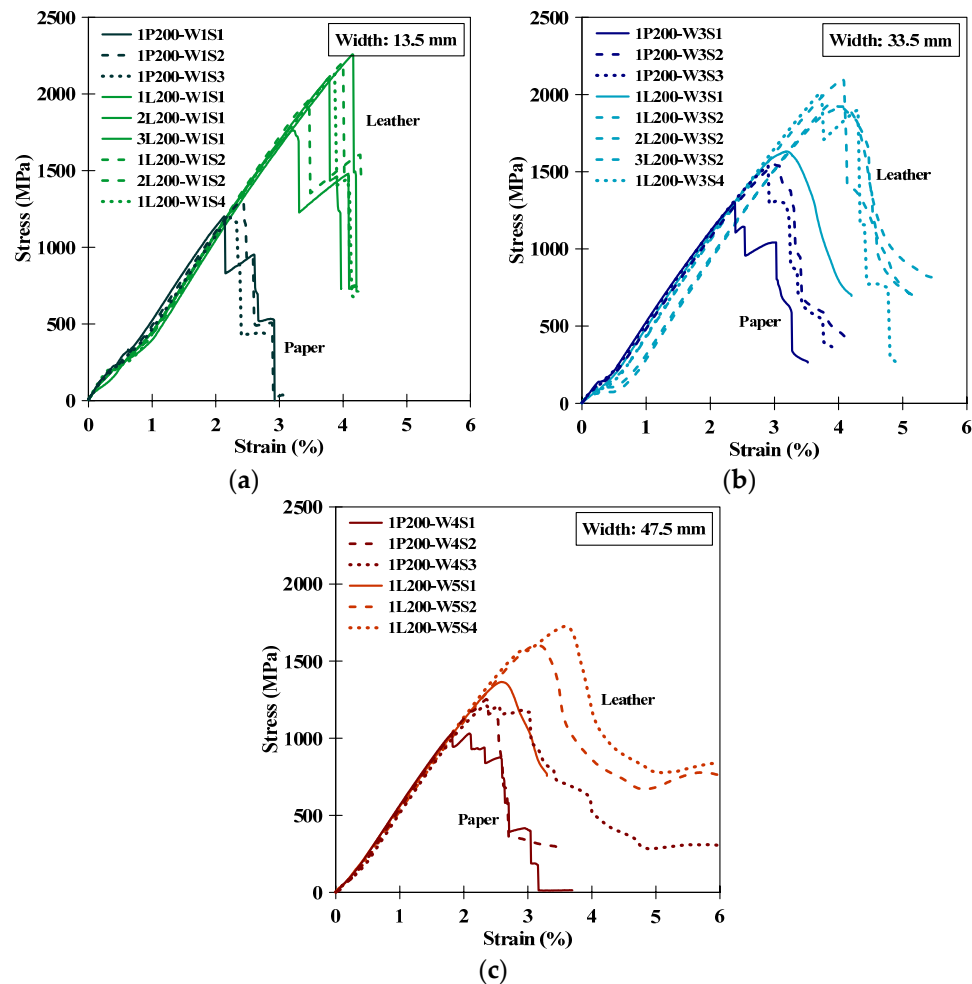 2500
2000
1500
1000
500
0
Stress (MPa)
1P200-W1S1
1P200-W1S2
1P200-W1S3
1L200-W1S1
2L200-W1S1
3L200-W1S1
1L200-W1S2
2L200-W1S2
1L200-W1S4
Width: 13.5 mm
Leather
Paper
0 1 2 3 4 5 6
Strain (%)
(a)
2500
2000
1500
1000
500
0
Stress (MPa)
1P200-W3S1
1P200-W3S2
1P200-W3S3
1L200-W3S1
1L200-W3S2
2L200-W3S2
3L200-W3S2
1L200-W3S4
Width: 33.5 mm
Leather
Paper
0 1 2 3 4 5 6
Strain (%)
(b)
2500
2000
1500
1000
500
0
Stress (MPa)
1P200-W4S1
1P200-W4S2
1P200-W4S3
1L200-W5S1
1L200-W5S2
1L200-W5S4
Width: 47.5 mm
Leather
Paper
0 1 2 3 4 5 6
Strain (%)
(c)